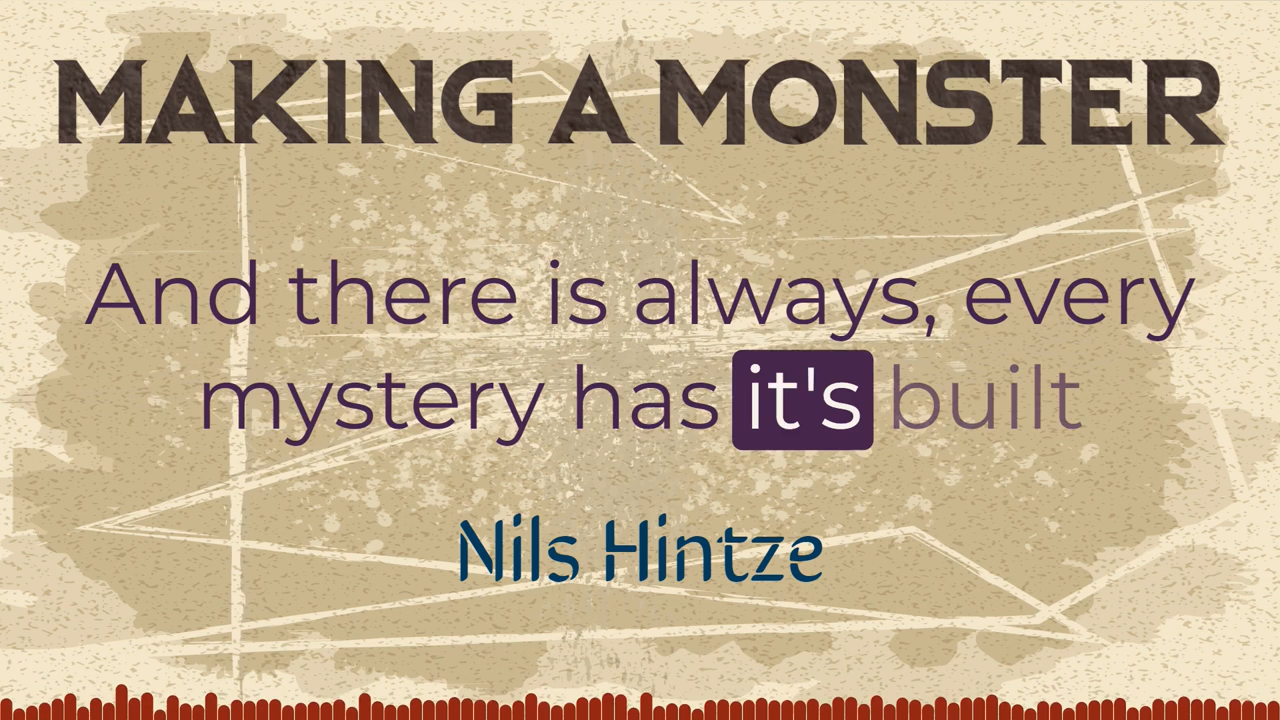 MAKING A MONSTER
And there is always, every
mystery has it's built
Nils Hintze